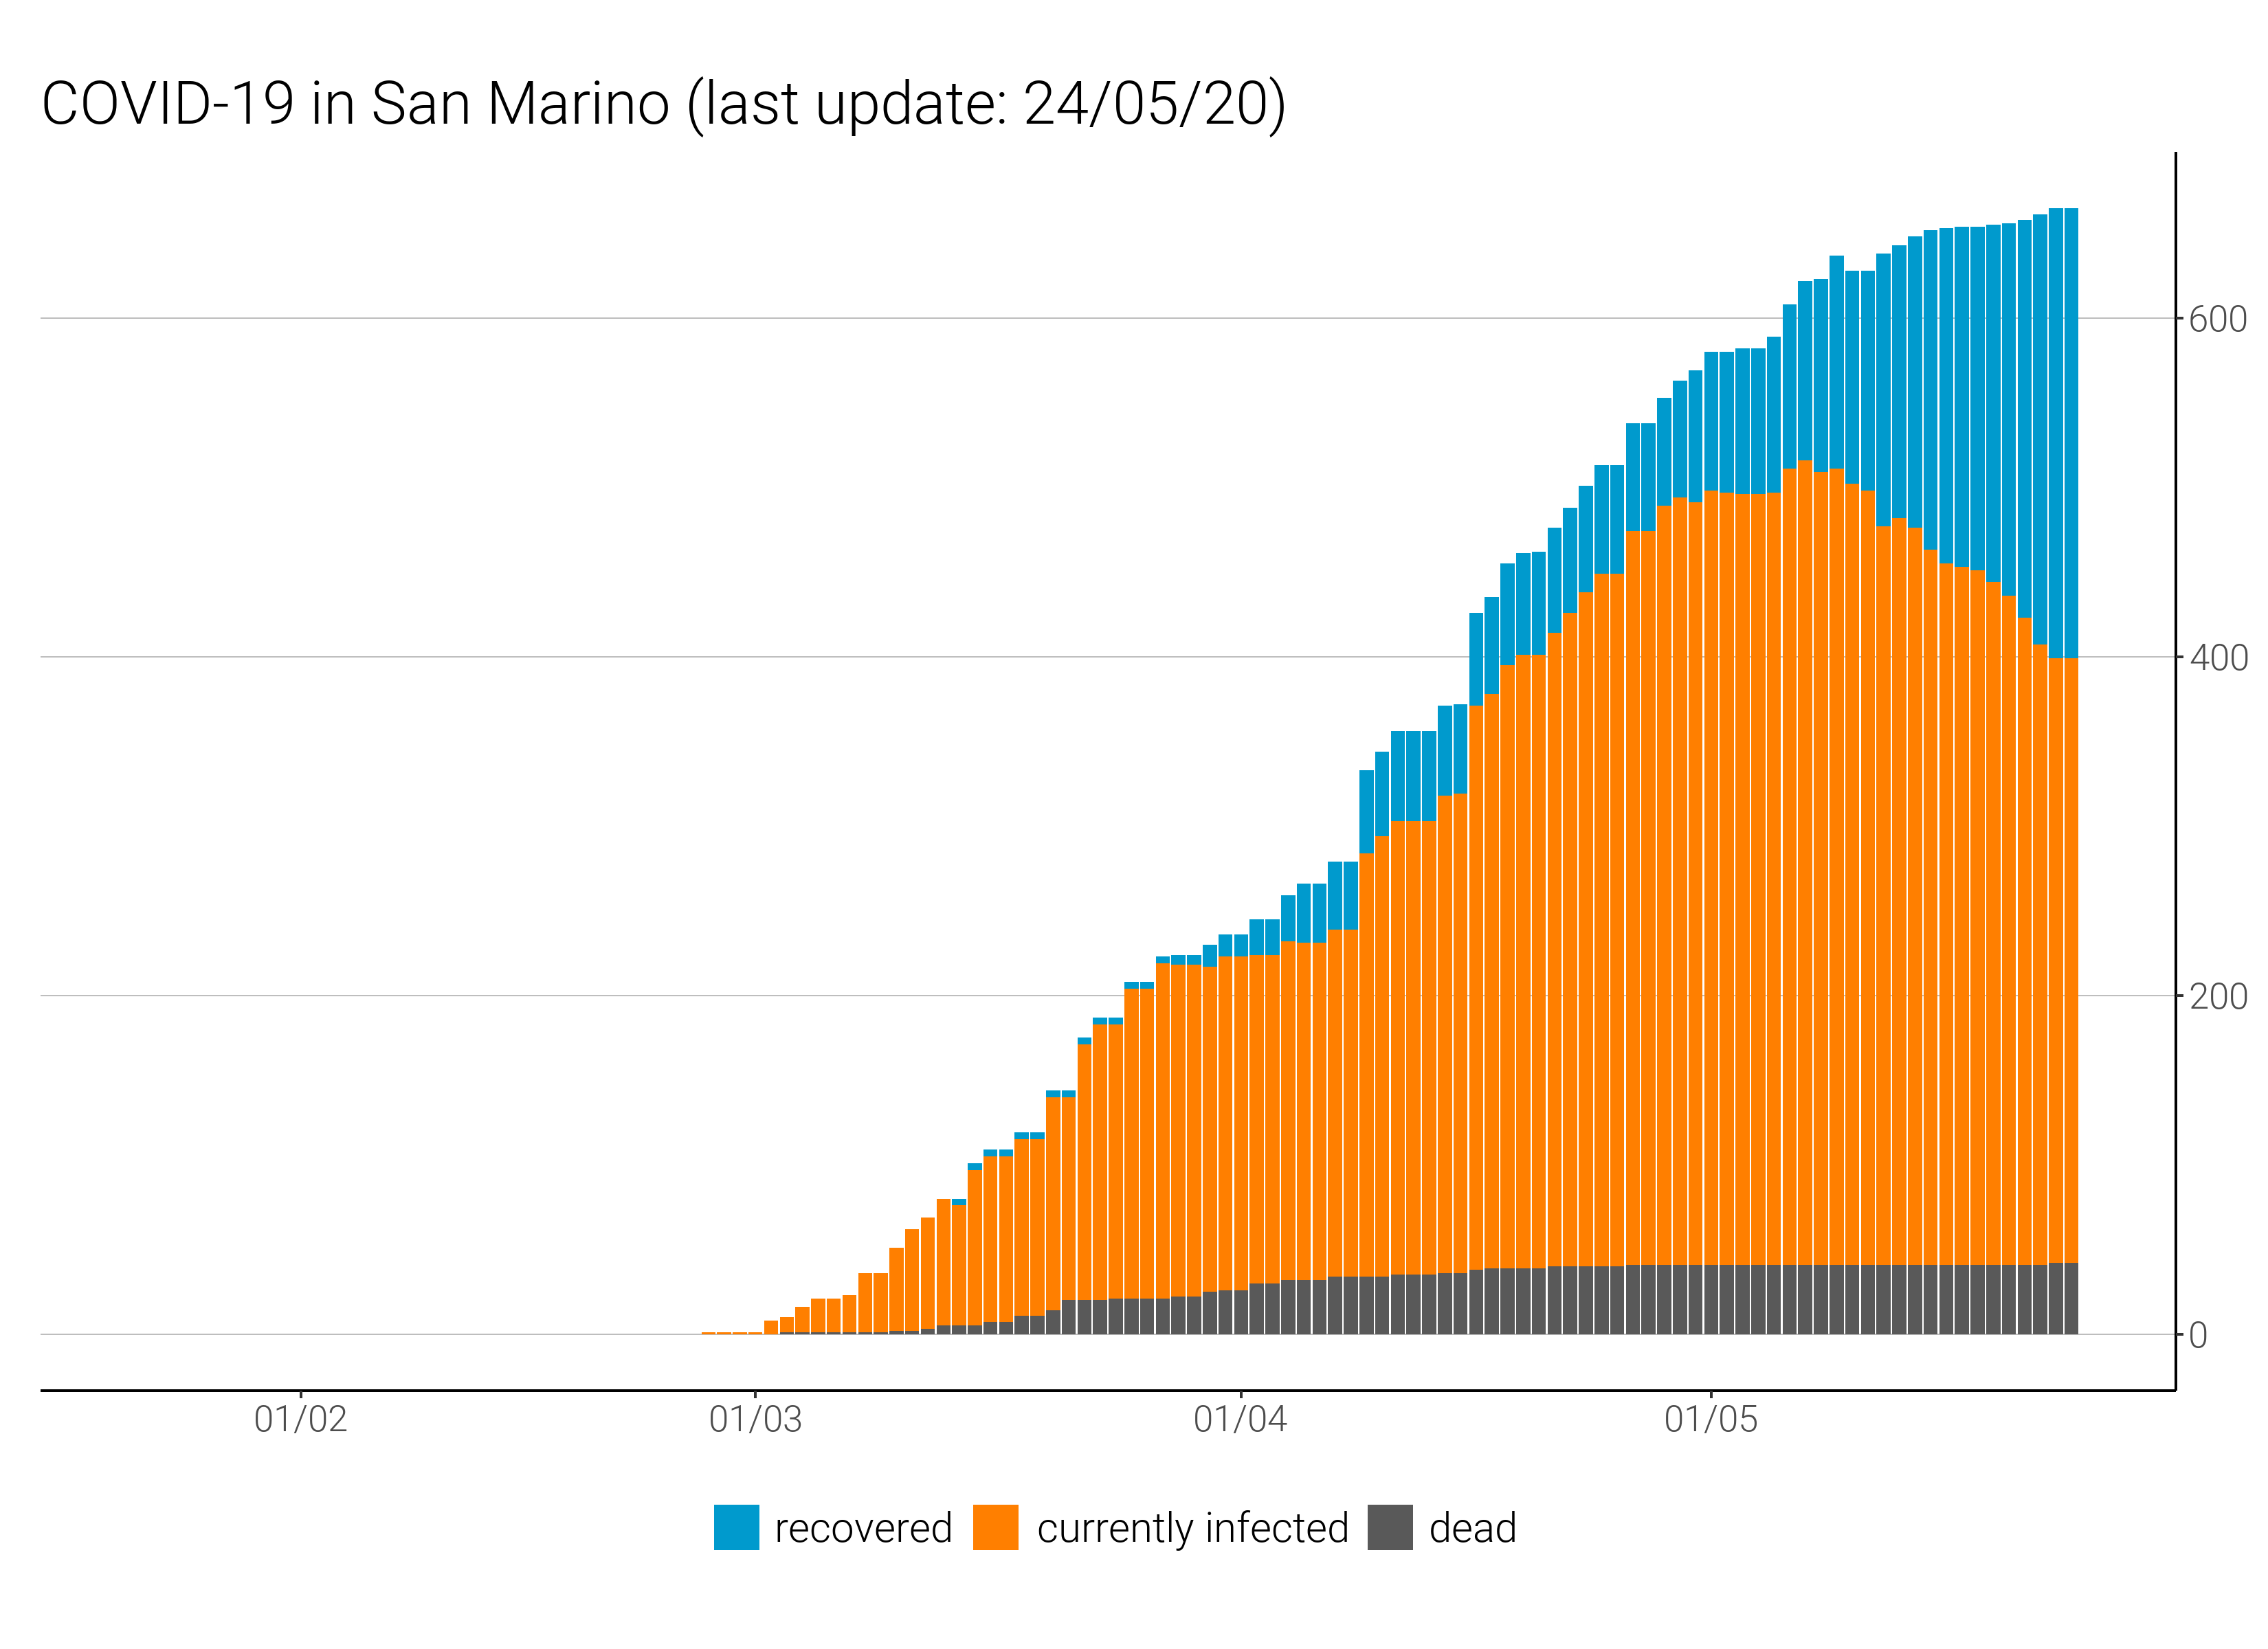 COVID-19 in San Marino (last update: 24/05/20)
600
400
200
0
01/02 01/03 01/04 01/05
recovered currently infected dead